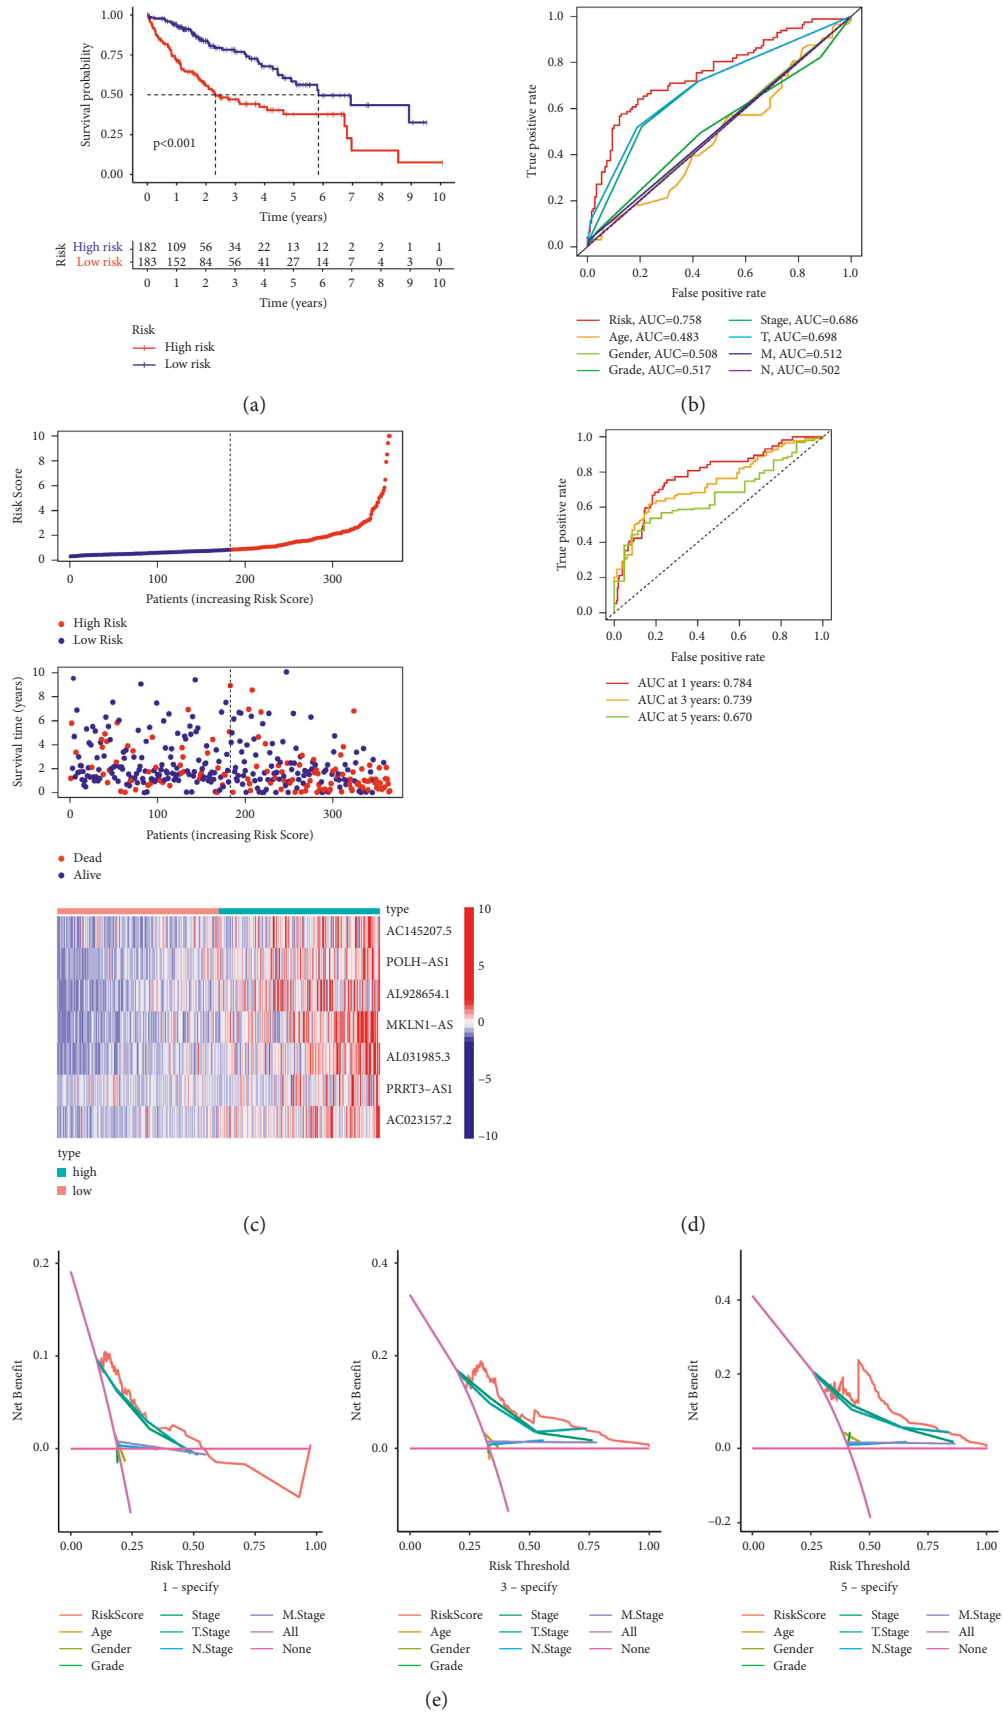 1.00
0.75
0.50
0.25
0.00
Survival probability
p<0.001
0 1 2 3 4 5 6 7 8 9 10
Time (years)
Risk
High risk 182 109 56 34 22 13 12 2 2 1 1
Low risk 183 152 84 56 41 27 14 7 4 3 0
0 1 2 3 4 5 6 7 8 9 10
Time (years)
Risk
High risk
Low risk
(a)
1.0
0.8
0.6
0.4
0.2
0.0
True positive rate
0.0 0.2 0.4 0.6 0.8 1.0
False positive rate
Risk, AUC=0.758
Age, AUC=0.483
Gender, AUC=0.508
Grade, AUC=0.517
Stage, AUC=0.686
T, AUC=0.698
M, AUC=0.512
N, AUC=0.502
(b)
10
8
6
4
2
0
Risk Score
0 100 200 300
Patients (increasing Risk Score)
High Risk
Low Risk
10
8
6
4
2
0
Survival time (years)
0 100 200 300
Patients (increasing Risk Score)
Dead
Alive
type
AC145207.5
POLH−AS1
AL928654.1
MKLN1−AS
AL031985.3
PRRT3−AS1
AC023157.2
10
5
0
−5
−10
type
high
low
(c)
1.0
0.8
0.6
0.4
0.2
0.0
True positive rate
0.0 0.2 0.4 0.6 0.8 1.0
False positive rate
AUC at 1 years: 0.784
AUC at 3 years: 0.739
AUC at 5 years: 0.670
(d)
0.2
0.1
0.0
Net Benefit
0.00 0.25 0.50 0.75 1.00
Risk Threshold
1 − specify
RiskScore
Age
Gender
Grade
Stage
T.Stage
N.Stage
M.Stage
All
None
0.4
0.2
0.0
Net Benefit
0.00 0.25 0.50 0.75 1.00
Risk Threshold
3 − specify
RiskScore
Age
Gender
Grade
Stage
T.Stage
N.Stage
M.Stage
All
None
0.4
0.2
0.0
−0.2
Net Benefit
0.00 0.25 0.50 0.75 1.00
Risk Threshold
5 − specify
RiskScore
Age
Gender
Grade
Stage
T.Stage
N.Stage
M.Stage
All
None
(e)